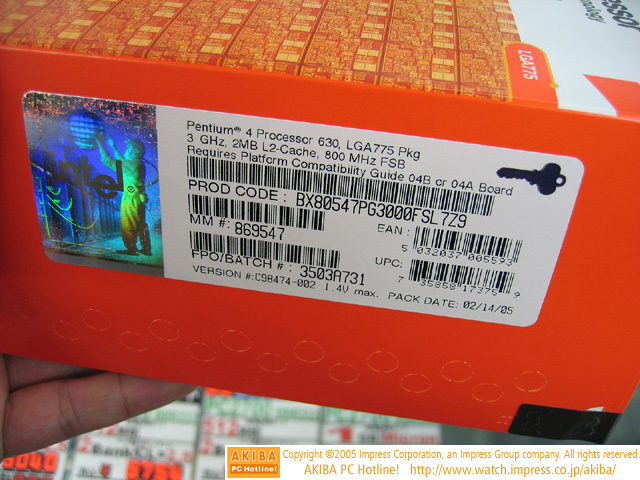 LGA775
Pentium® 4 Processor 630, LGA775 Pkg
3 GHz, 2MB L2-Cache, 800 MHz FSB
Requires Platform Compatibility Guide 04B or 04A Board
PROD CODE : BX80547PG3000FSL7Z9
MM #: 869547
EAN :
5 032037 005593
FPO/BATCH # : 3503A731
UPC:
7 35858 17375 9
VERSION #:C98474-002 1.4V max. PACK DATE: 02/14/05
intel
AKIBA
PC Hotline!
Copyright ©2005 Impress Corporation, an Impress Group company. All rights reserved.
AKIBA PC Hotline! http://www.watch.impress.co.jp/akiba/